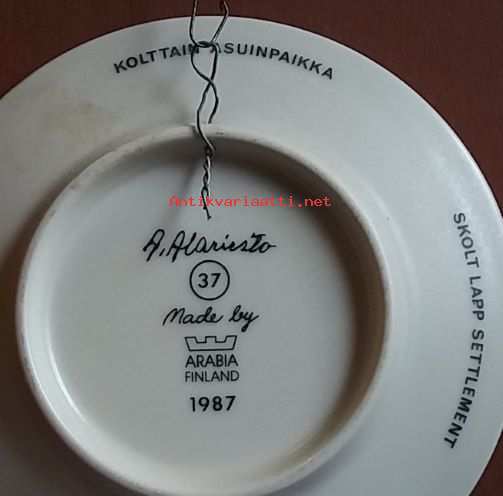 KOLTTAIN ASUINPAIKKA
Antikvariaatti.net
A. Alariesto
37
Made by
ARABIA
FINLAND
1987
SKOLT LAPP SETTLEMENT